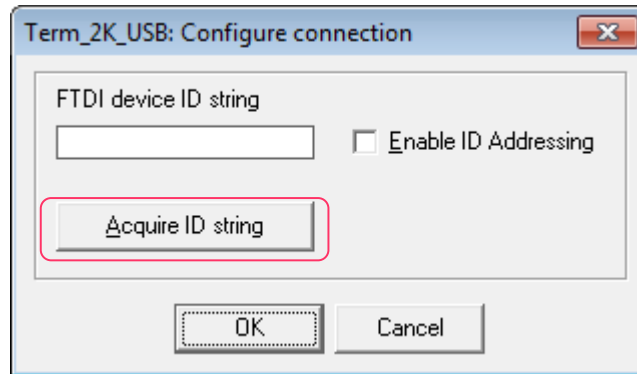 Term_2K_USB: Configure connection
FTDI device ID string
Enable ID Addressing
Acquire ID string
OK
Cancel